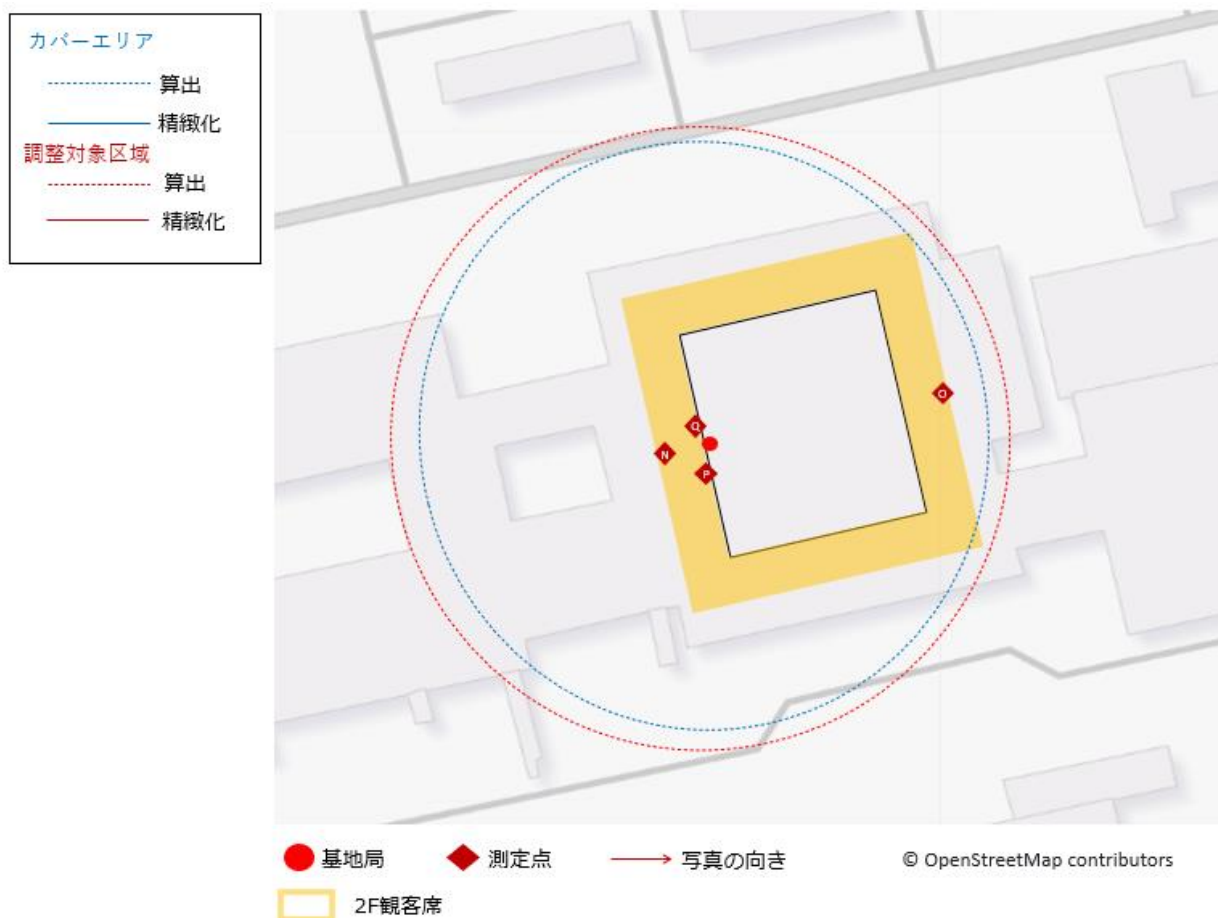 カバーエリア
算出
精緻化
調整対象区域
算出
精緻化
Q
O
N
P
基地局
測定点
写真の向き
© OpenStreetMap contributors
2F観客席